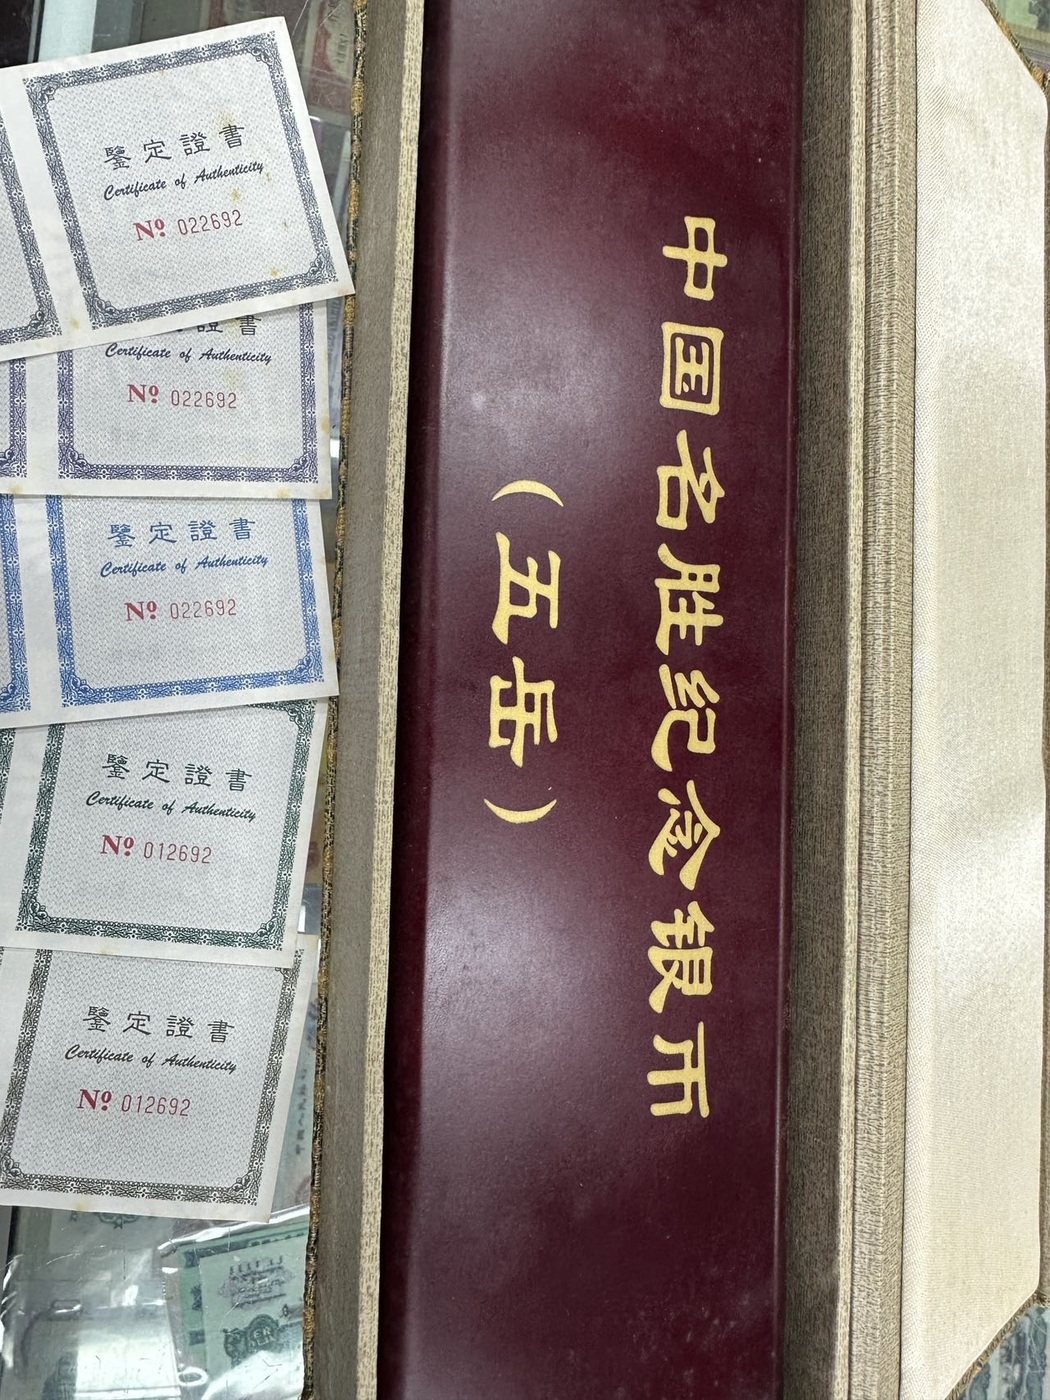 鑒定證書
Certificate of Authenticity
Nº 022692
證書
Certificate of Authenticity
Nº 022692
鑒定證書
Certificate of Authenticity
Nº 022692
鑒定證書
Certificate of Authenticity
Nº 012692
鑒定證書
Certificate of Authenticity
Nº 012692
中国名胜纪念银币
（五岳）